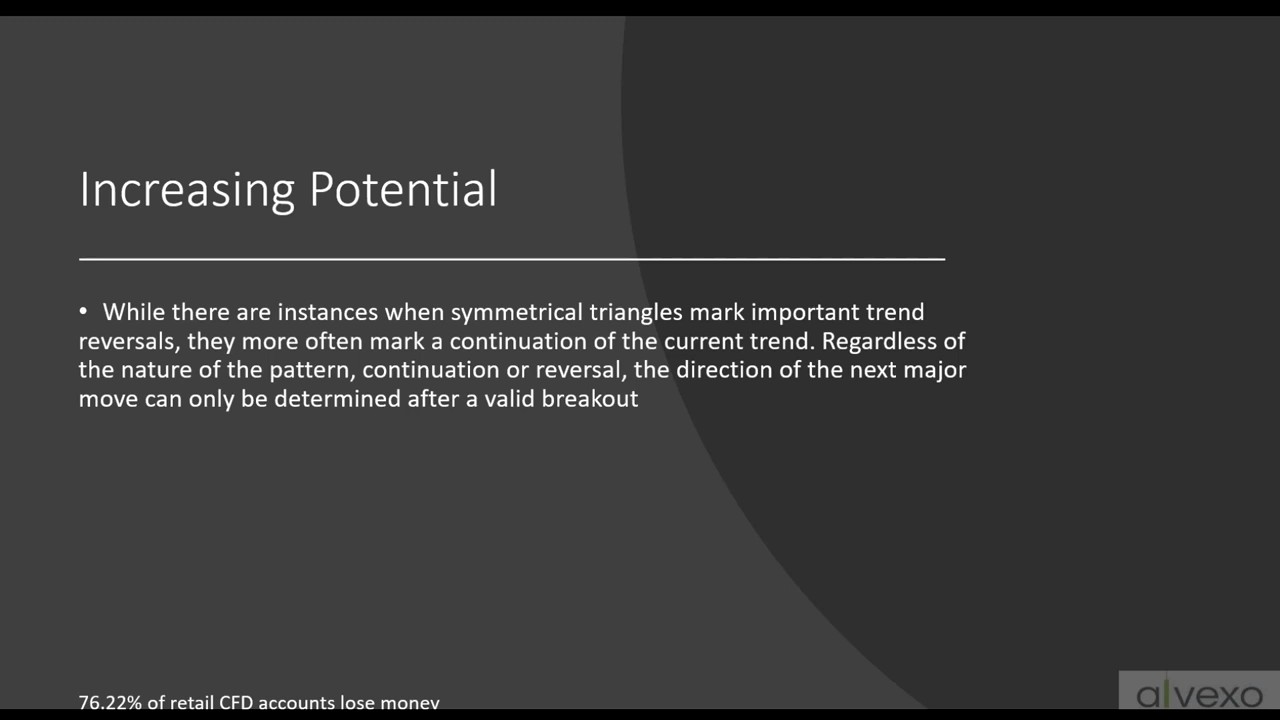 Increasing Potential
• While there are instances when symmetrical triangles mark important trend
reversals, they more often mark a continuation of the current trend. Regardless of
the nature of the pattern, continuation or reversal, the direction of the next major
move can only be determined after a valid breakout
76.22% of retail CFD accounts lose money
alvexo